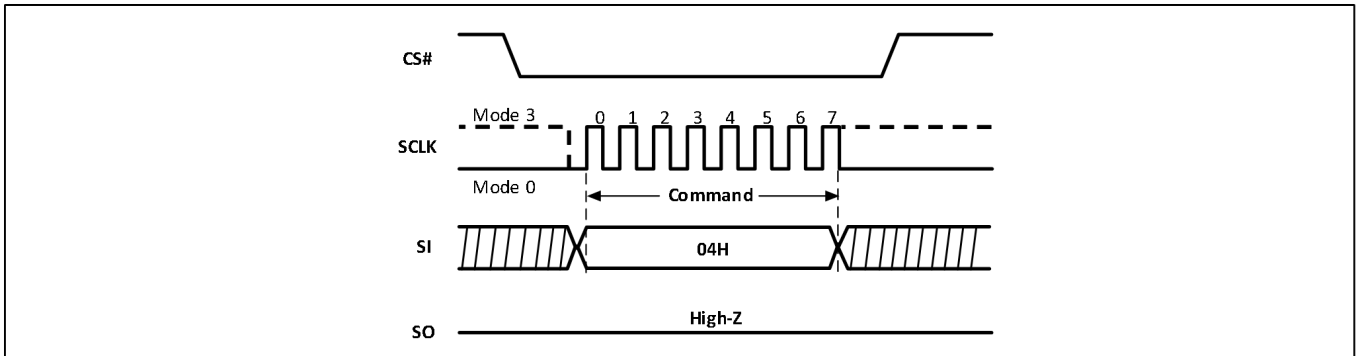 CS#
Mode 3
0 1 2 3 4 5 6 7
SCLK
Mode 0
Command
SI
04H
High-Z
SO